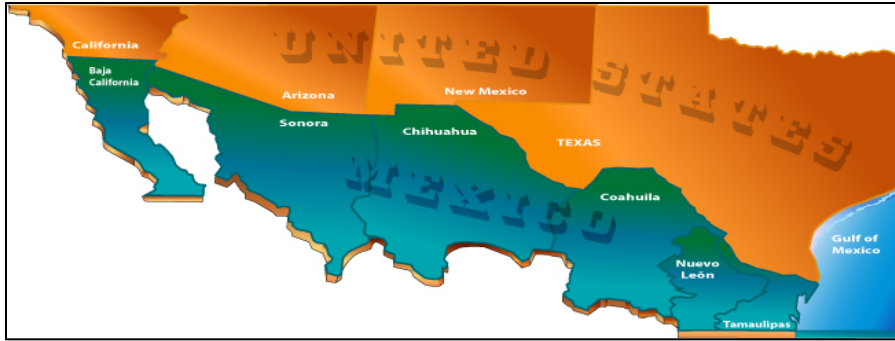 UNITED STATES
California
Baja
California
Arizona
New Mexico
Sonora
Chihuahua
TEXAS
MEXICO
Coahuila
Gulf of
Mexico
Nuevo
León
Tamaulipas